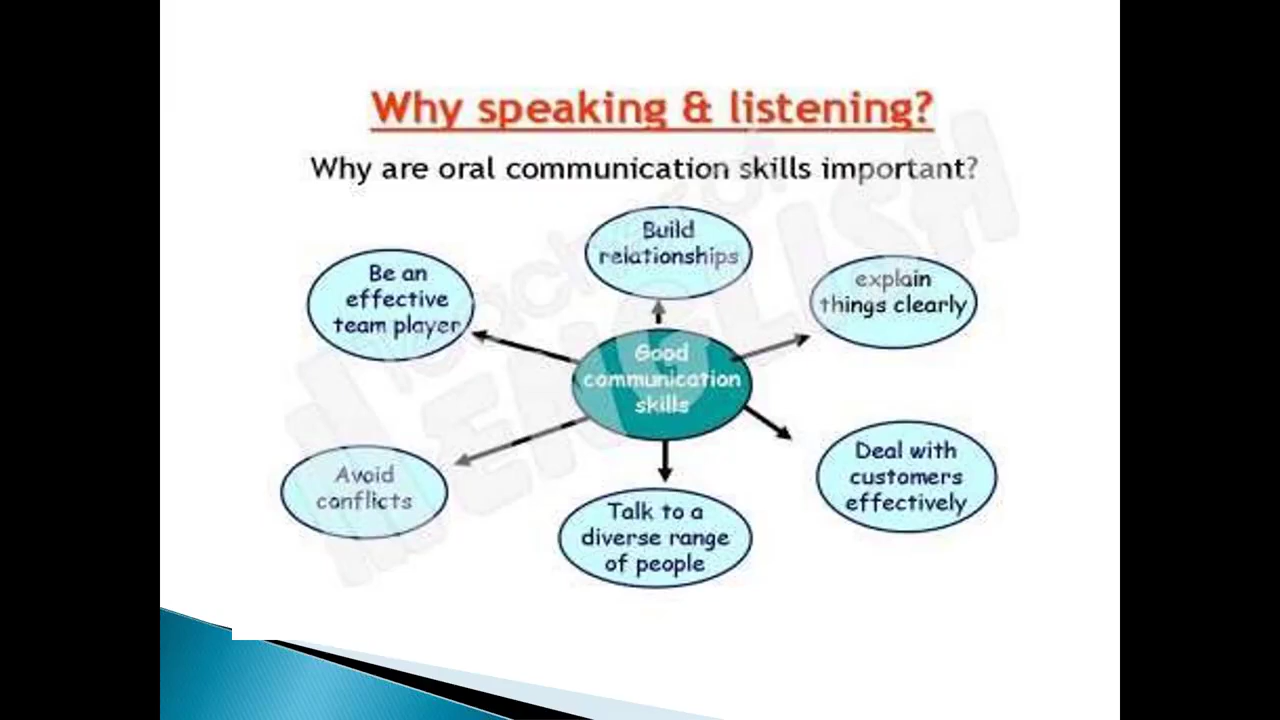 Why speaking & listening?
Why are oral communication skills important?
Build
relationships
Be an
effective
team player
explain
things clearly
Good
communication
skills
Avoid
conflicts
Deal with
customers
effectively
Talk to a
diverse range
of people
ENGLISH